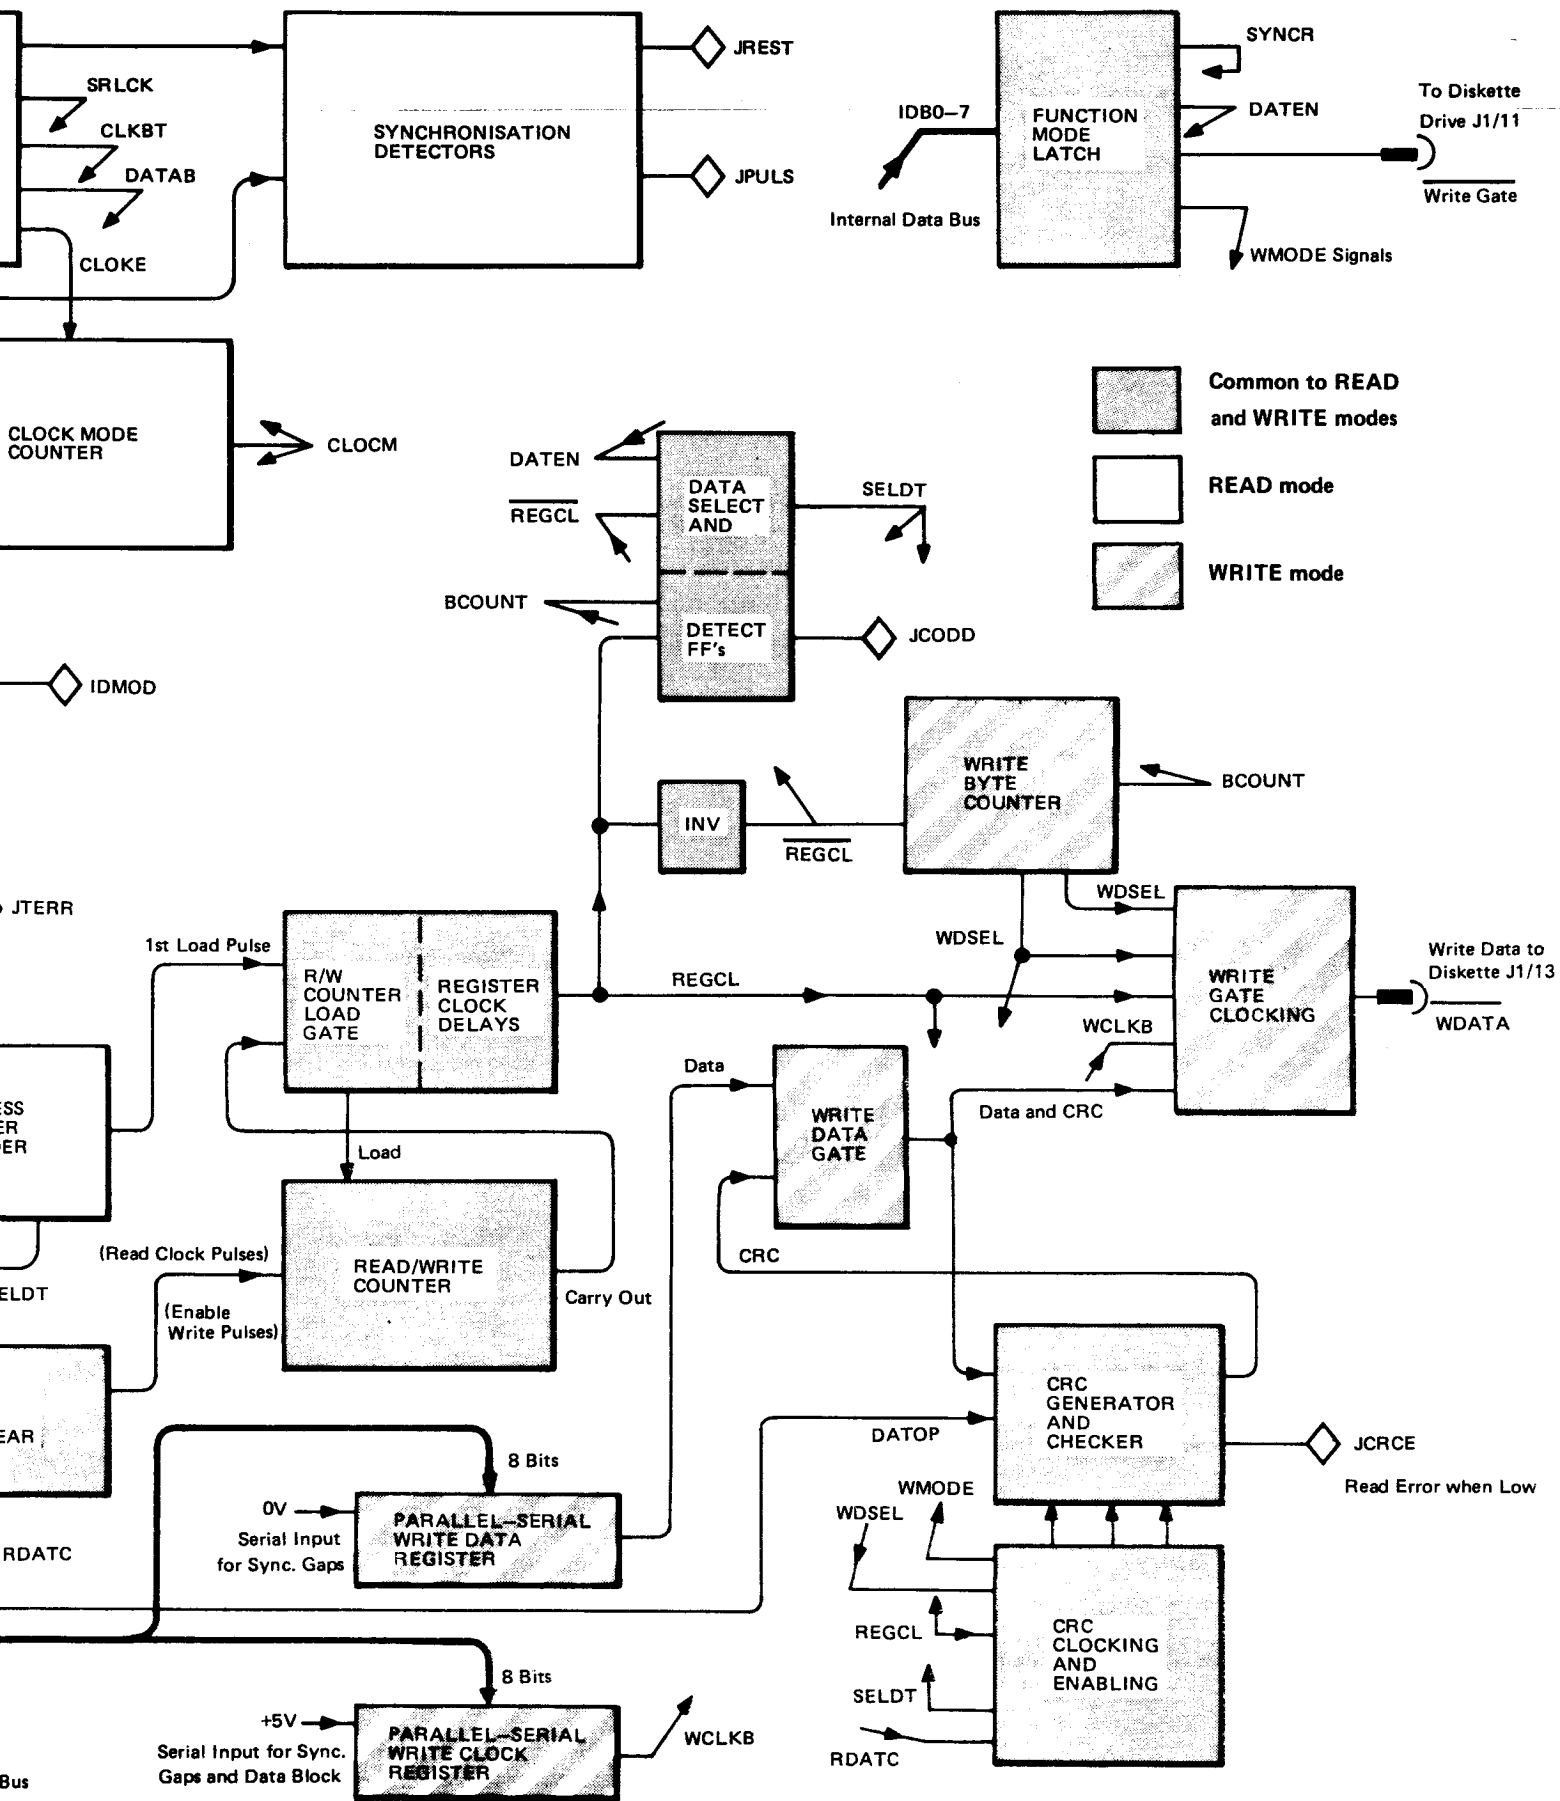 JREST
SYNCR
SRLCK
CLKBT
DATAB
CLOKE
SYNCHRONISATION
DETECTORS
JPULS
IDB0–7
Internal Data Bus
FUNCTION
MODE
LATCH
DATEN
To Diskette
Drive J1/11
Write Gate
WMODE Signals
CLOCK MODE
COUNTER
CLOCM
Common to READ
and WRITE modes
READ mode
WRITE mode
DATEN
REGCL
BCOUNT
DATA
SELECT
AND
DETECT
FF's
SELDT
JCODD
IDMOD
WRITE
BYTE
COUNTER
BCOUNT
INV
REGCL
JTERR
1st Load Pulse
R/W
COUNTER
LOAD
GATE
REGISTER
CLOCK
DELAYS
REGCL
WDSEL
WDSEL
WCLKB
WRITE
GATE
CLOCKING
Write Data to
Diskette J1/13
WDATA
Data
WRITE
DATA
GATE
Data and CRC
CRC
ESS
ER
DER
Load
(Read Clock Pulses)
ELDT
(Enable
Write Pulses)
READ/WRITE
COUNTER
Carry Out
EAR
CRC
GENERATOR
AND
CHECKER
DATOP
JCRCE
Read Error when Low
8 Bits
0V
Serial Input
for Sync. Gaps
PARALLEL–SERIAL
WRITE DATA
REGISTER
RDATC
WMODE
WDSEL
REGCL
SELDT
RDATC
CRC
CLOCKING
AND
ENABLING
8 Bits
+5V
Serial Input for Sync.
Gaps and Data Block
PARALLEL–SERIAL
WRITE CLOCK
REGISTER
WCLKB
Bus